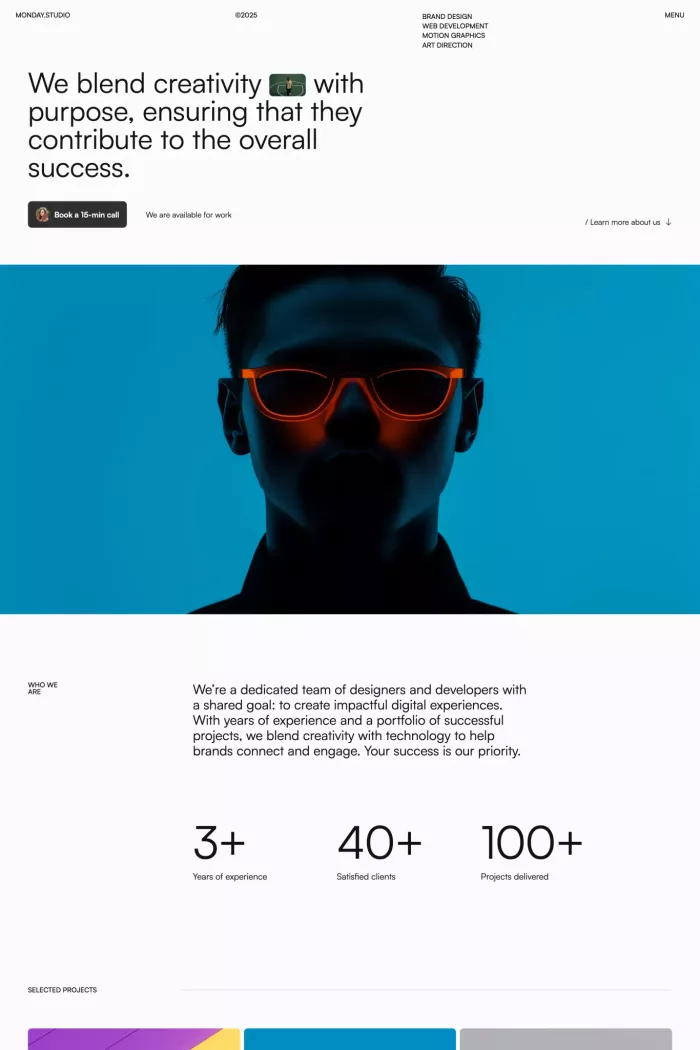 MONDAY.STUDIO
©2025
BRAND DESIGN
WEB DEVELOPMENT
MOTION GRAPHICS
ART DIRECTION
MENU
We blend creativity with
purpose, ensuring that they
contribute to the overall
success.
Book a 15-min call
We are available for work
/ Learn more about us ↓
WHO WE
ARE
We're a dedicated team of designers and developers with
a shared goal: to create impactful digital experiences.
With years of experience and a portfolio of successful
projects, we blend creativity with technology to help
brands connect and engage. Your success is our priority.
3+
40+
100+
Years of experience
Satisfied clients
Projects delivered
SELECTED PROJECTS